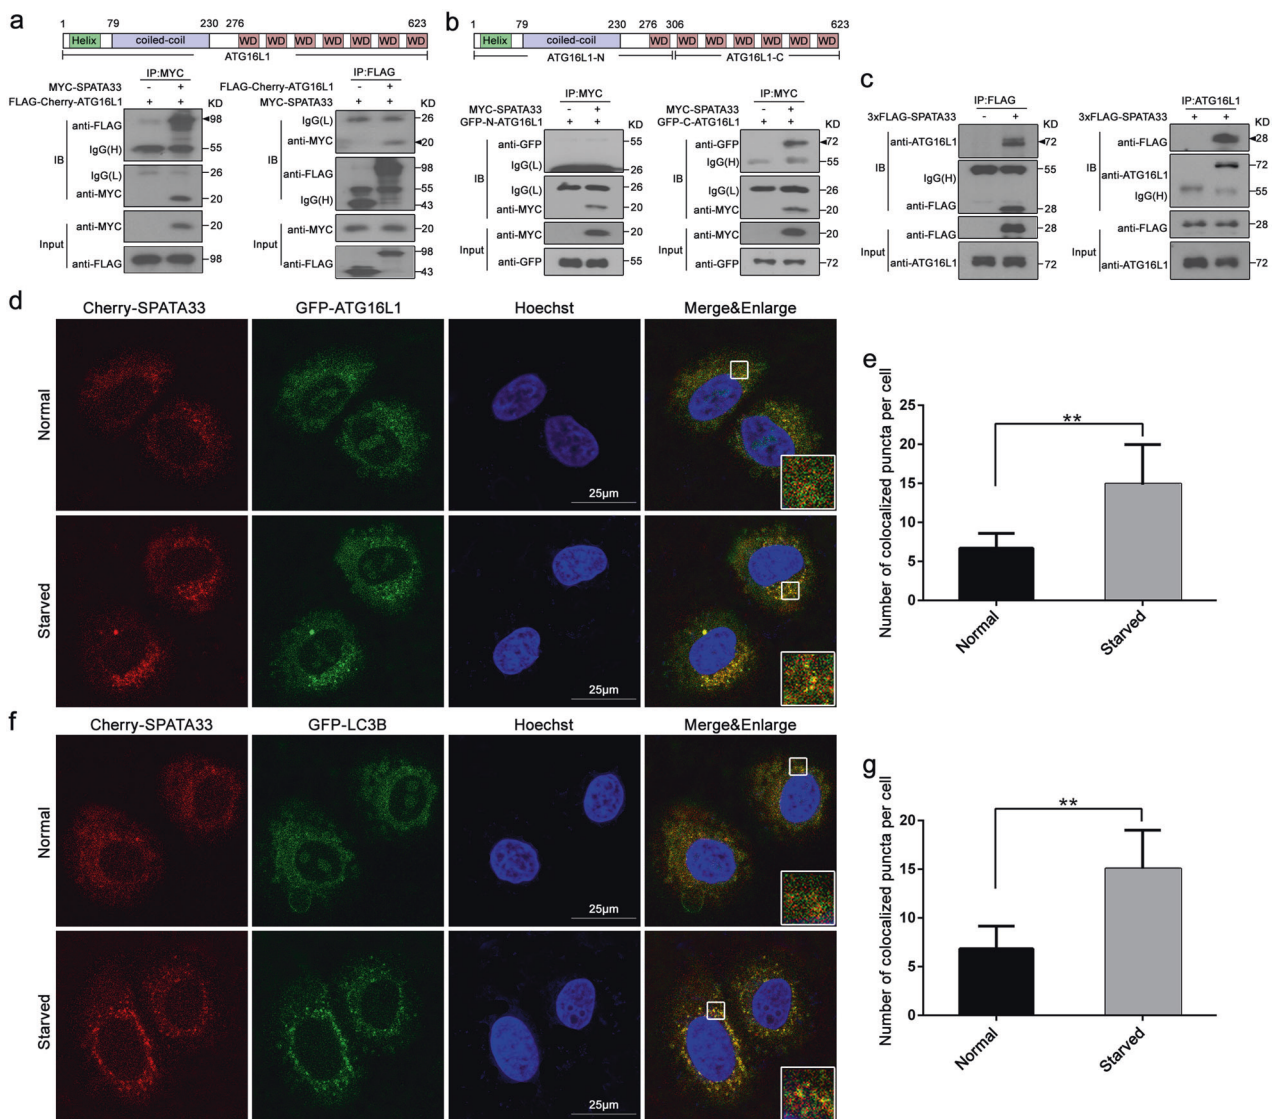 a
1 79 230 276 623
Helix coiled-coil WD WD WD WD WD WD WD
ATG16L1
IP:MYC
MYC-SPATA33 - +
FLAG-Cherry-ATG16L1 + + KD
IB
anti-FLAG 98
IgG(H) 55
IgG(L) 26
anti-MYC 20
Input
anti-MYC 20
anti-FLAG 98
IP:FLAG
FLAG-Cherry-ATG16L1 - +
MYC-SPATA33 + + KD
IB
IgG(L) 26
anti-MYC 20
98
anti-FLAG
55
IgG(H) 43
Input
anti-MYC 20
98
anti-FLAG
43
b
1 79 230 276 306 623
Helix coiled-coil WD WD WD WD WD WD WD
ATG16L1-N ATG16L1-C
IP:MYC
MYC-SPATA33 - +
GFP-N-ATG16L1 + + KD
IB
anti-GFP 55
IgG(L) 26
IgG(L) 26
anti-MYC 20
Input
anti-MYC 20
anti-GFP 55
IP:MYC
MYC-SPATA33 - +
GFP-C-ATG16L1 + + KD
IB
anti-GFP 72
IgG(H) 55
IgG(L) 26
anti-MYC 20
Input
anti-MYC 20
anti-GFP 72
c
IP:FLAG
3xFLAG-SPATA33 - +
KD
IB
anti-ATG16L1 72
IgG(H) 55
anti-FLAG 28
Input
anti-FLAG 28
anti-ATG16L1 72
IP:ATG16L1
3xFLAG-SPATA33 + +
KD
IB
anti-FLAG 28
72
anti-ATG16L1
IgG(H) 55
Input
anti-FLAG 28
anti-ATG16L1 72
d
Cherry-SPATA33 GFP-ATG16L1 Hoechst Merge&Enlarge
Normal
25μm
Starved
25μm
e
Number of colocalized puncta per cell
25
20
15
10
5
0
**
Normal Starved
f
Cherry-SPATA33 GFP-LC3B Hoechst Merge&Enlarge
Normal
25μm
Starved
25μm
g
Number of colocalized puncta per cell
20
15
10
5
0
**
Normal Starved